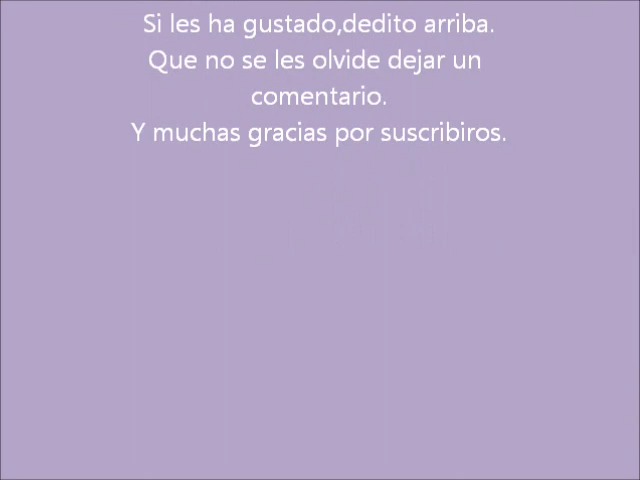 Si les ha gustado,dedito arriba.
Que no se les olvide dejar un
comentario.
Y muchas gracias por suscribiros.